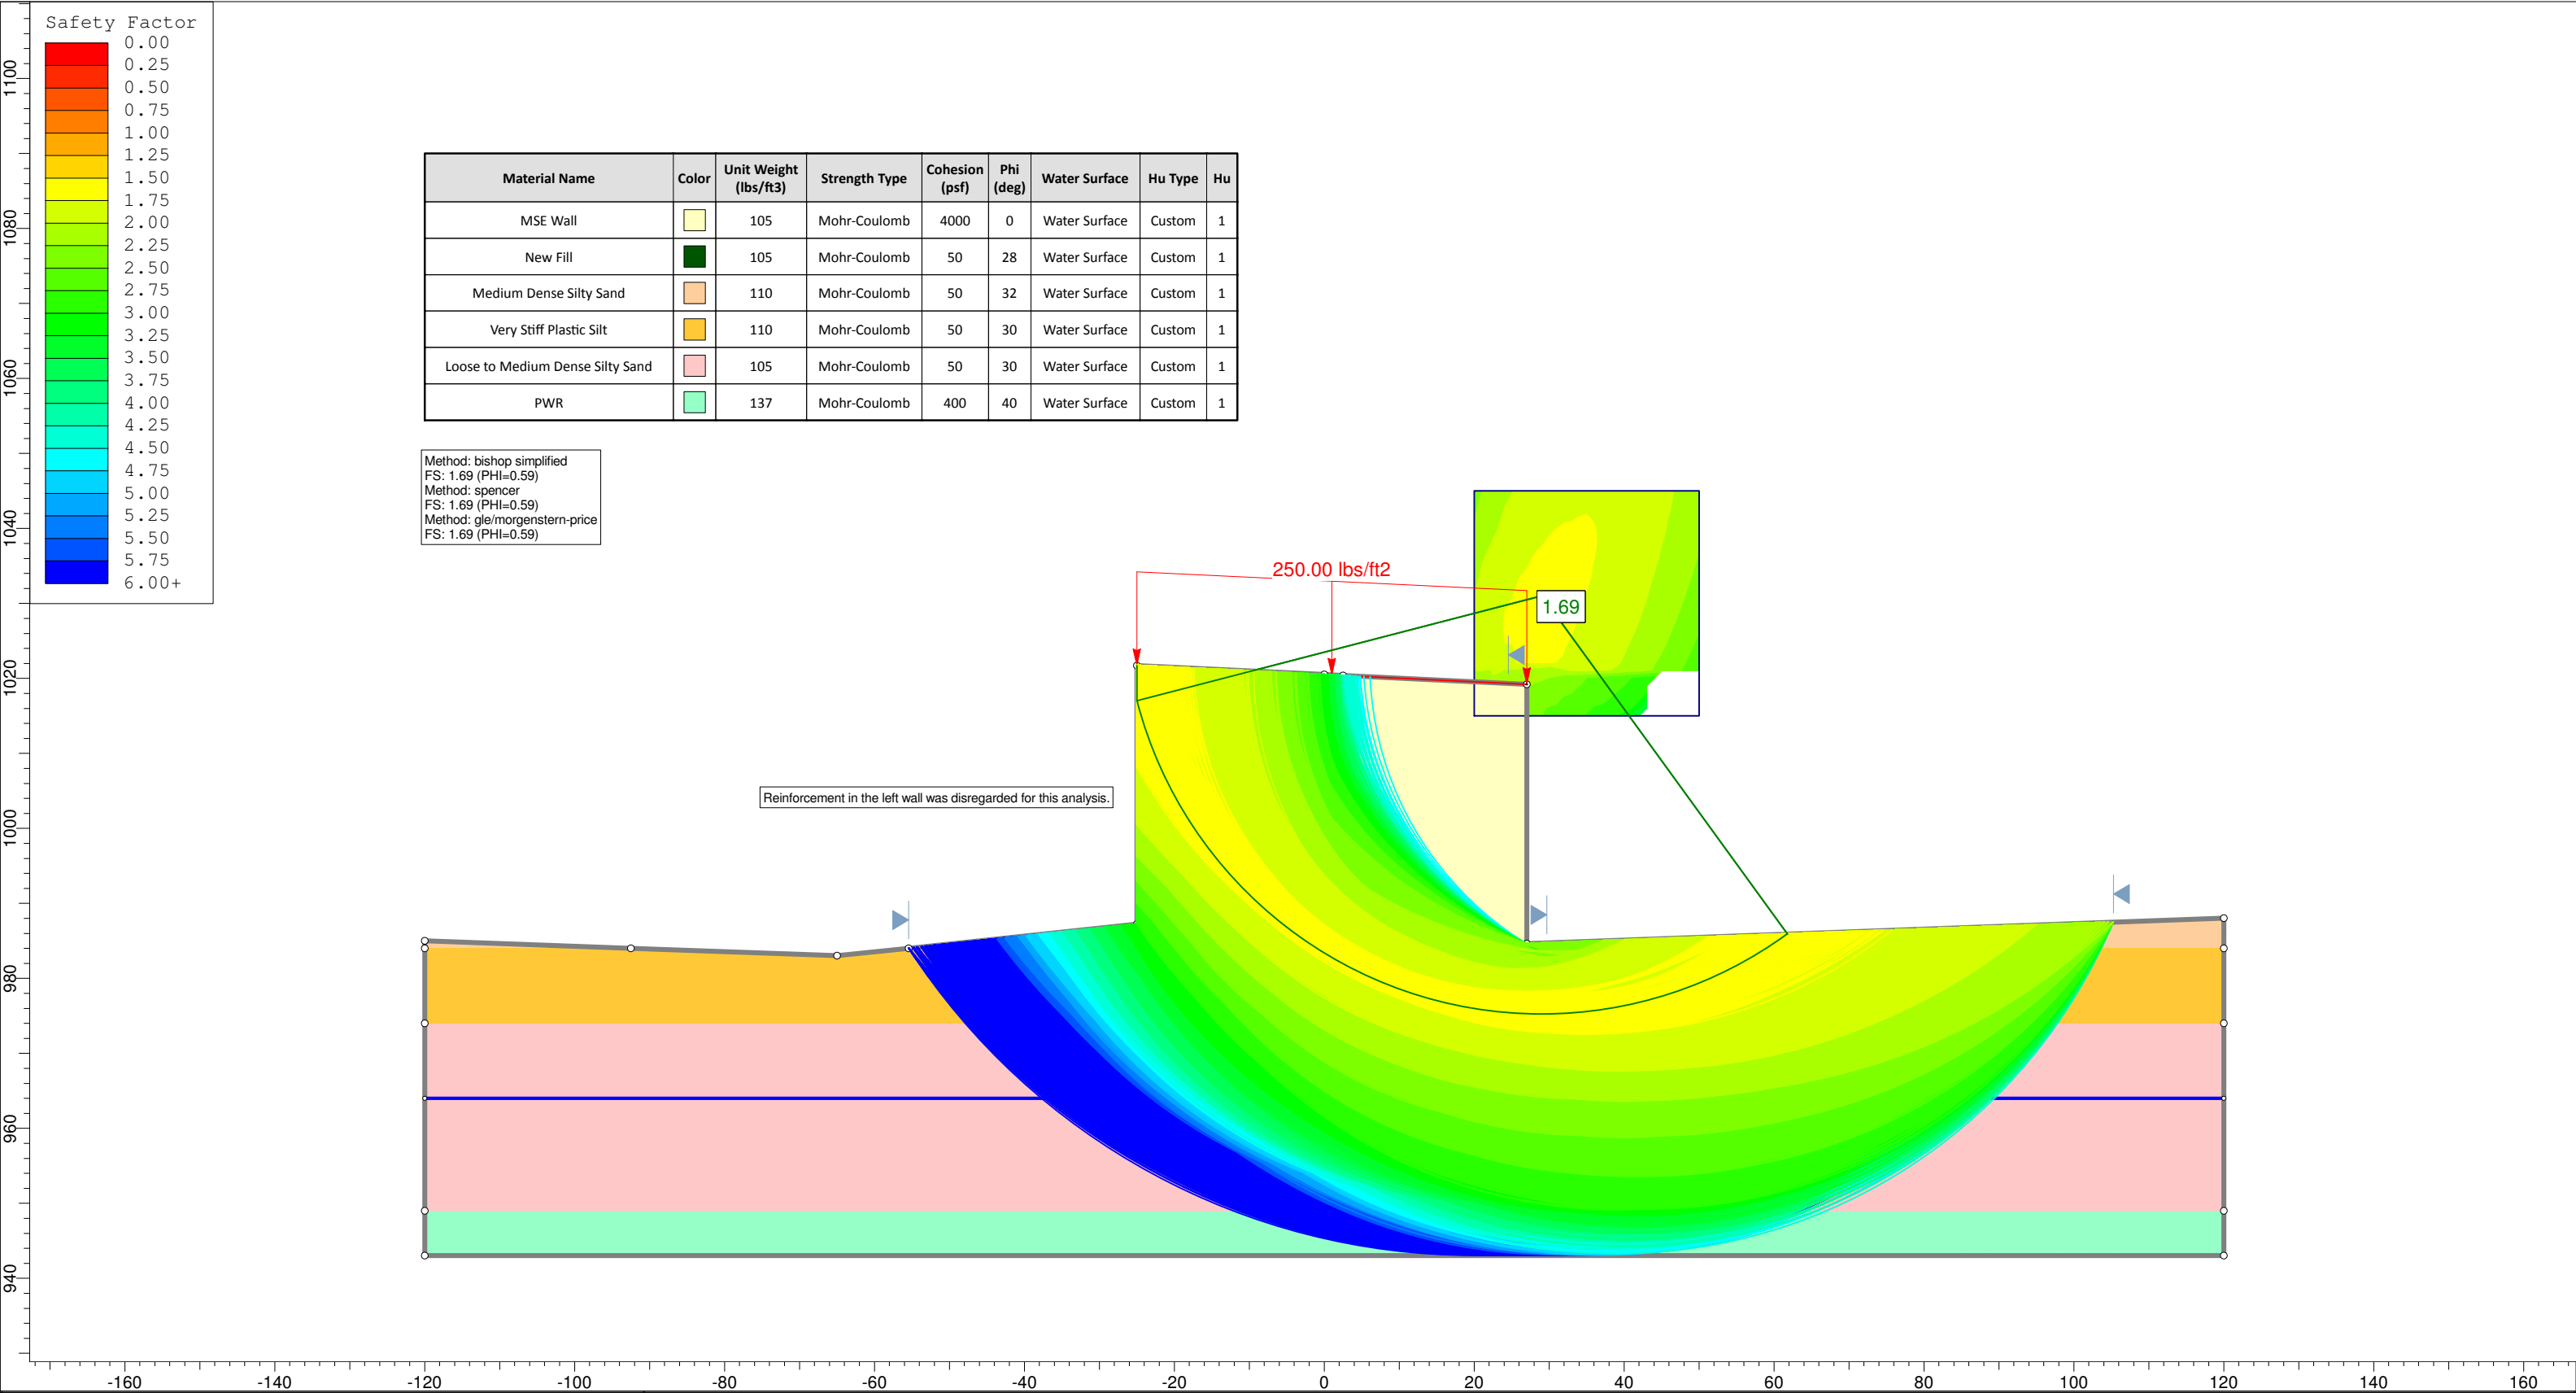 Safety Factor
0.00
0.25
0.50
0.75
1.00
1.25
1.50
1.75
2.00
2.25
2.50
2.75
3.00
3.25
3.50
3.75
4.00
4.25
4.50
4.75
5.00
5.25
5.50
5.75
6.00+
Material Name Color Unit Weight (lbs/ft3) Strength Type Cohesion (psf) Phi (deg) Water Surface Hu Type Hu
MSE Wall 105 Mohr-Coulomb 4000 0 Water Surface Custom 1
New Fill 105 Mohr-Coulomb 50 28 Water Surface Custom 1
Medium Dense Silty Sand 110 Mohr-Coulomb 50 32 Water Surface Custom 1
Very Stiff Plastic Silt 110 Mohr-Coulomb 50 30 Water Surface Custom 1
Loose to Medium Dense Silty Sand 105 Mohr-Coulomb 50 30 Water Surface Custom 1
PWR 137 Mohr-Coulomb 400 40 Water Surface Custom 1
Method: bishop simplified
FS: 1.69 (PHI=0.59)
Method: spencer
FS: 1.69 (PHI=0.59)
Method: gle/morgenstern-price
FS: 1.69 (PHI=0.59)
250.00 lbs/ft2
1.69
Reinforcement in the left wall was disregarded for this analysis.
1100
1080
1060
1040
1020
1000
980
960
940
-160 -140 -120 -100 -80 -60 -40 -20 0 20 40 60 80 100 120 140 160